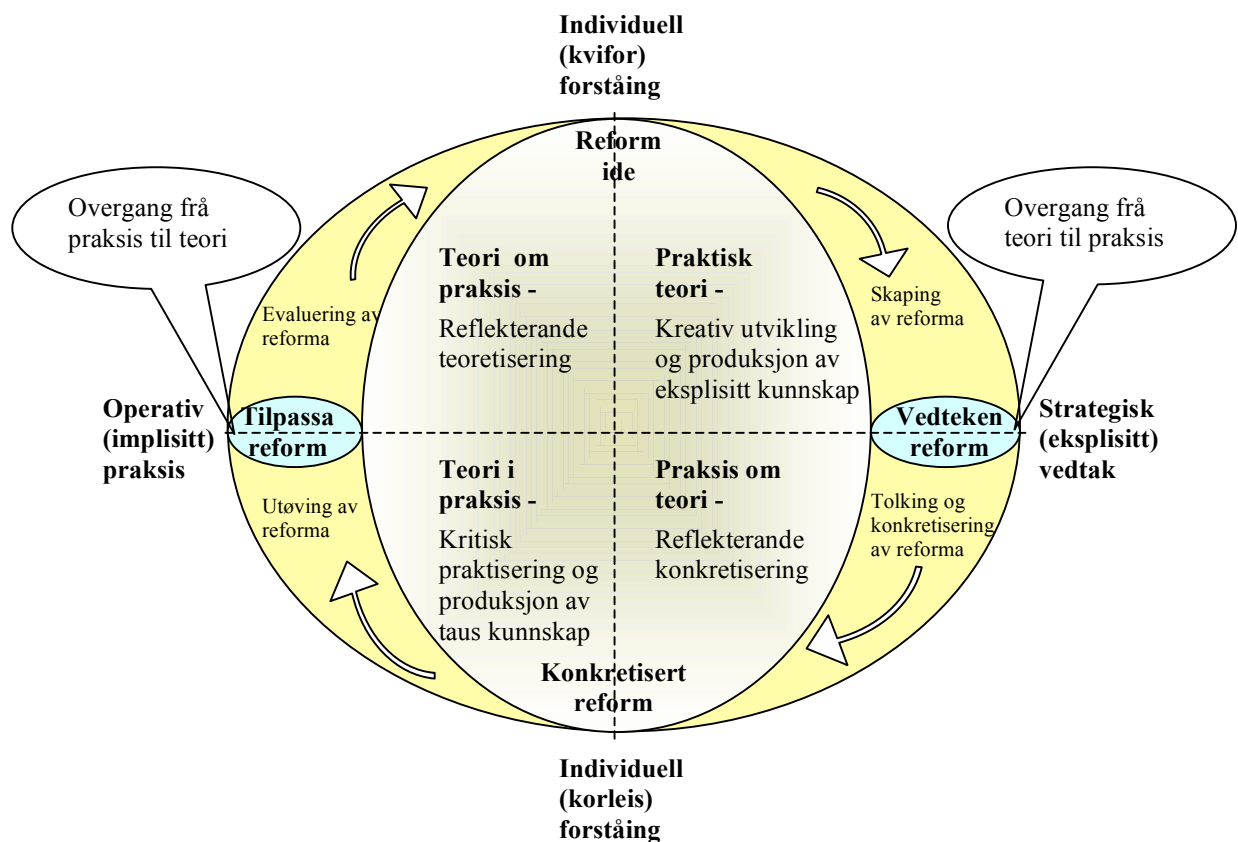 Individuell
(kvifor)
forståing
Reform
ide
Overgang frå
praksis til teori
Overgang frå
teori til praksis
Teori om
praksis -
Reflekterande
teoretisering
Praktisk
teori -
Kreativ utvikling
og produksjon av
eksplisitt kunnskap
Evaluering av
reforma
Skaping
av reforma
Operativ
(implisitt)
praksis
Tilpassa
reform
Vedteken
reform
Strategisk
(eksplisitt)
vedtak
Utøving av
reforma
Teori i
praksis -
Kritisk
praktisering og
produksjon av
taus kunnskap
Praksis om
teori -
Reflekterande
konkretisering
Tolking og
konkretisering
av reforma
Konkretisert
reform
Individuell
(korleis)
forståing